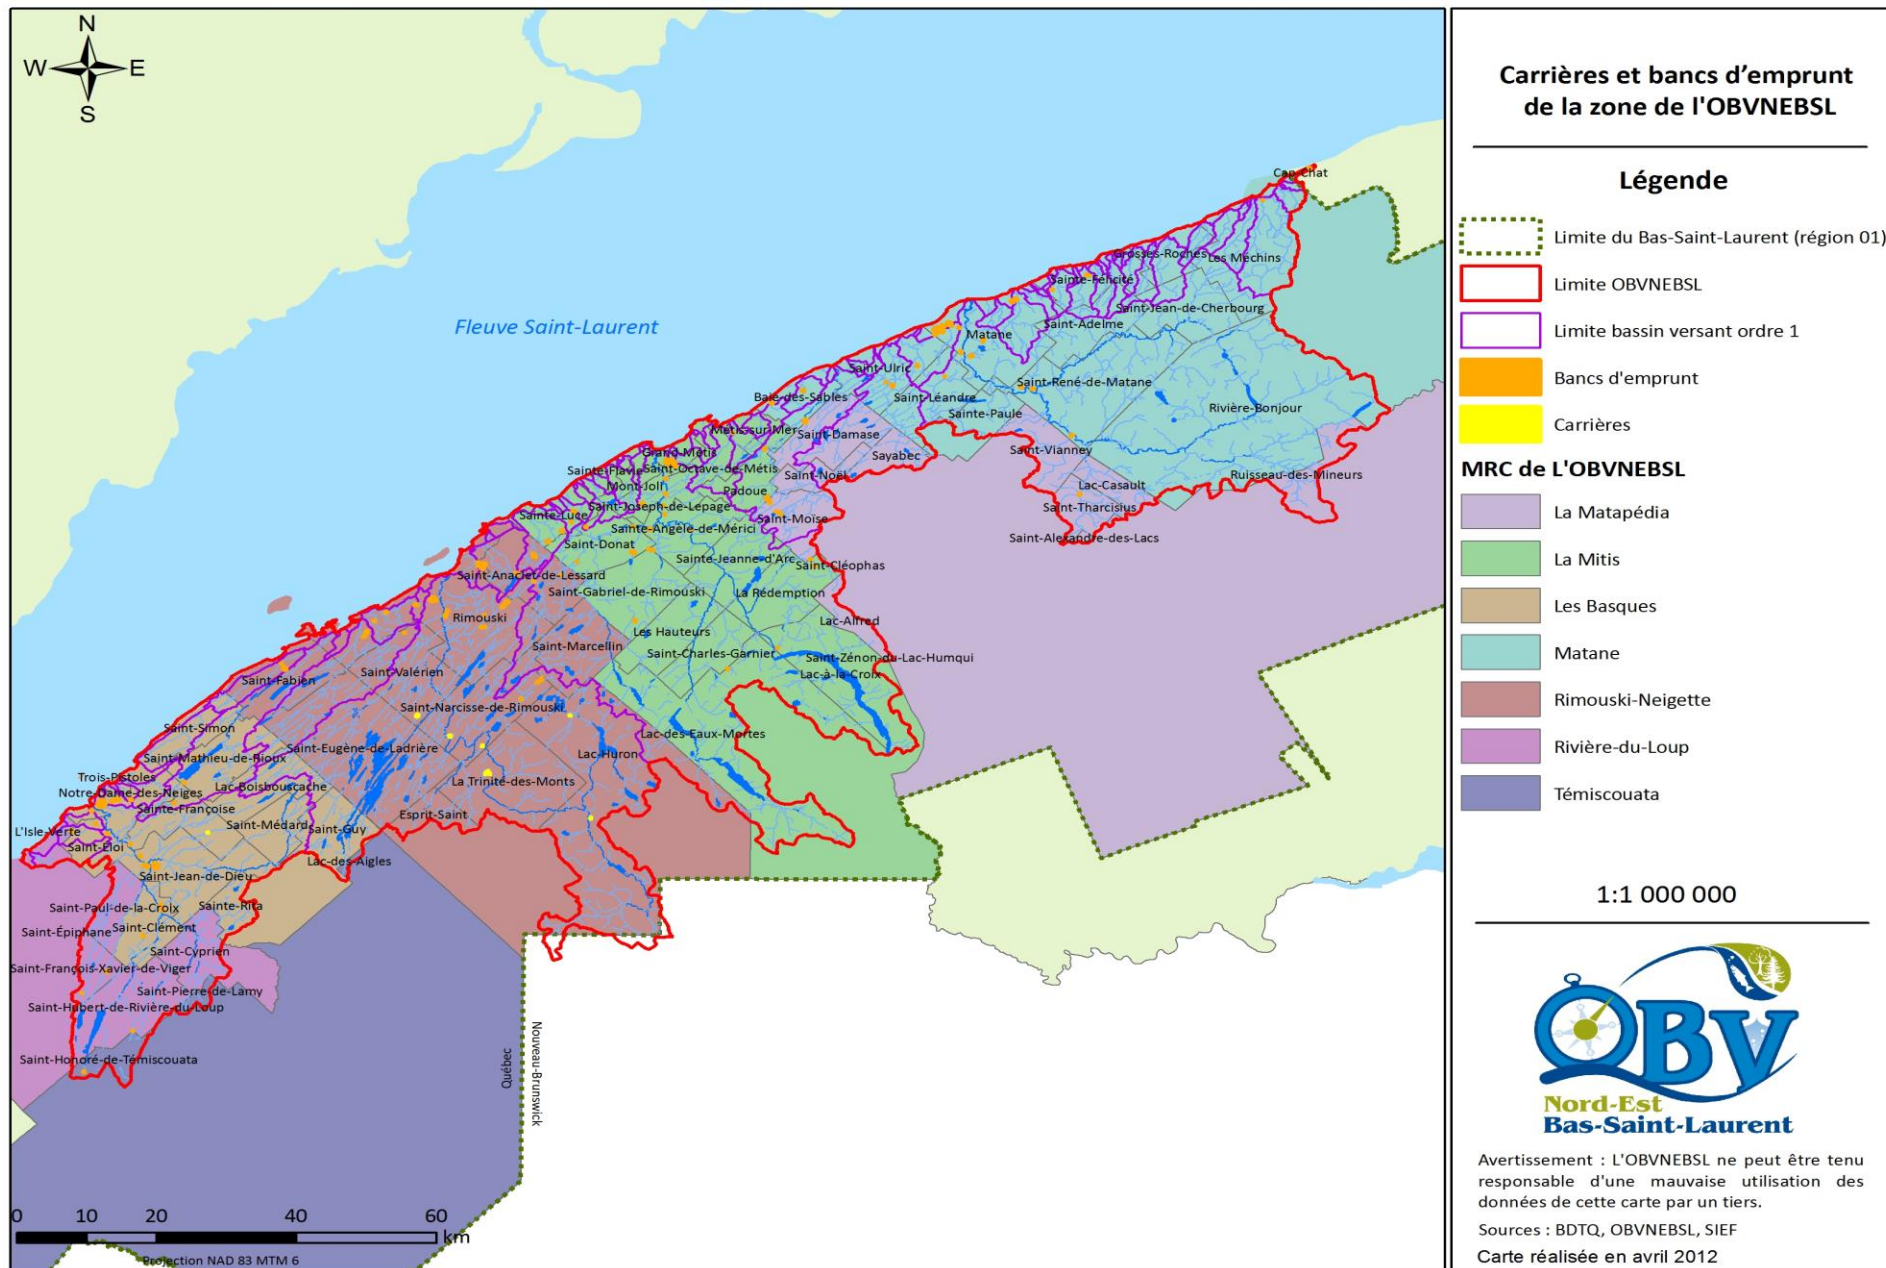 N
W
E
S
Fleuve Saint-Laurent
Cap-Chat
Grosses-Roches
Les Méchins
Sainte-Félicité
Saint-Jean-de-Cherbourg
Saint-Adelme
Matane
Saint-Ulric
Saint-René-de-Matane
Baie-des-Sables
Saint-Léandre
Sainte-Paule
Rivière-Bonjour
Métis-sur-Mer
Saint-Damase
Saint-Vianney
Grand-Métis
Sayabec
Sainte-Flavie
Saint-Octave-de-Métis
Saint-Noël
Ruisseau-des-Mineurs
Mont-Joli
Padoue
Lac-Casault
Saint-Joseph-de-Lepage
Saint-Tharcisius
Sainte-Luce
Saint-Moise
Sainte-Angèle-de-Mérici
Saint-Alexandre-des-Lacs
Saint-Donat
Sainte-Jeanne-d'Arc
Saint-Cléophas
Saint-Anaclet-de-Lessard
Saint-Gabriel-de-Rimouski
La Rédemption
Rimouski
Lac-Alfred
Les Hauteurs
Saint-Marcellin
Saint-Charles-Garnier
Saint-Zénon-du-Lac-Humqui
Saint-Valérien
Lac-à-la-Croix
Saint-Fabien
Saint-Narcisse-de-Rimouski
Saint-Simon
Lac-des-Eaux-Mortes
Saint-Eugène-de-Ladrière
Lac-Huron
Saint-Mathieu-de-Rioux
Trois-Pistoles
La Trinité-des-Monts
Lac-Boisbouscache
Notre-Dame-des-Neiges
Sainte-Françoise
Esprit-Saint
Saint-Médard
Saint-Guy
L'Isle-Verte
Saint-Éloi
Lac-des-Aigles
Saint-Jean-de-Dieu
Sainte-Rita
Saint-Paul-de-la-Croix
Saint-Clément
Saint-Épiphane
Saint-Cyprien
Saint-François-Xavier-de-Viger
Saint-Pierre-de-Lamy
Saint-Hubert-de-Rivière-du-Loup
Saint-Honoré-de-Témiscouata
Québec
Nouveau-Brunswick
0 10 20 40 60
km
Projection NAD 83 MTM 6
Carrières et bancs d'emprunt
de la zone de l'OBVNEBSL
Légende
Limite du Bas-Saint-Laurent (région 01)
Limite OBVNEBSL
Limite bassin versant ordre 1
Bancs d'emprunt
Carrières
MRC de L'OBVNEBSL
La Matapédia
La Mitis
Les Basques
Matane
Rimouski-Neigette
Rivière-du-Loup
Témiscouata
1:1 000 000
OBV
Nord-Est
Bas-Saint-Laurent
Avertissement : L'OBVNEBSL ne peut être tenu
responsable d'une mauvaise utilisation des
données de cette carte par un tiers.
Sources : BDTQ, OBVNEBSL, SIEF
Carte réalisée en avril 2012